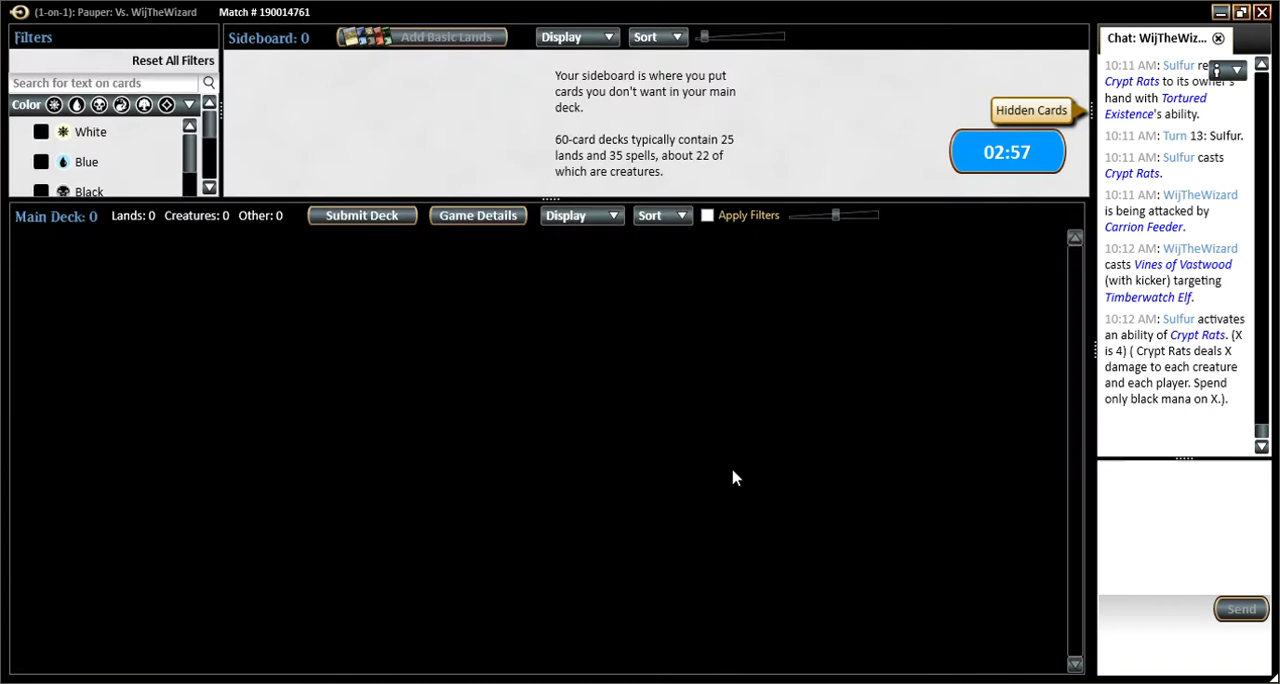 (1-on-1): Pauper: Vs. WijTheWizard Match # 190014761
Filters
Reset All Filters
Search for text on cards
Color
White
Blue
Black
Sideboard: 0 Add Basic Lands Display Sort
Your sideboard is where you put
cards you don't want in your main
deck.
60-card decks typically contain 25
lands and 35 spells, about 22 of
which are creatures.
Hidden Cards
02:57
Main Deck: 0 Lands: 0 Creatures: 0 Other: 0 Submit Deck Game Details Display Sort Apply Filters
Chat: WijTheWiz...
10:11 AM: Sulfur re
Crypt Rats to its owner's
hand with Tortured
Existence's ability.
10:11 AM: Turn 13: Sulfur.
10:11 AM: Sulfur casts
Crypt Rats.
10:11 AM: WijTheWizard
is being attacked by
Carrion Feeder.
10:12 AM: WijTheWizard
casts Vines of Vastwood
(with kicker) targeting
Timberwatch Elf.
10:12 AM: Sulfur activates
an ability of Crypt Rats. (X
is 4) ( Crypt Rats deals X
damage to each creature
and each player. Spend
only black mana on X.).
Send